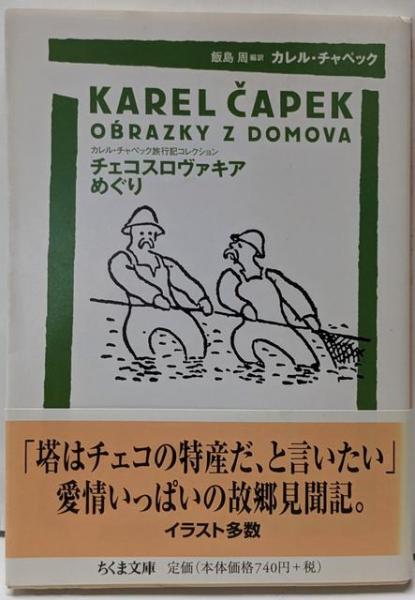 飯島 周 編訳 カレル・チャペック
KAREL ČAPEK
OBRAZKY Z DOMOVA
カレル・チャペック旅行記コレクション
チェコスロヴァキア
めぐり
「塔はチェコの特産だ、と言いたい」
愛情いっぱいの故郷見聞記。
イラスト多数
ちくま文庫 定価(本体価格740円+税)